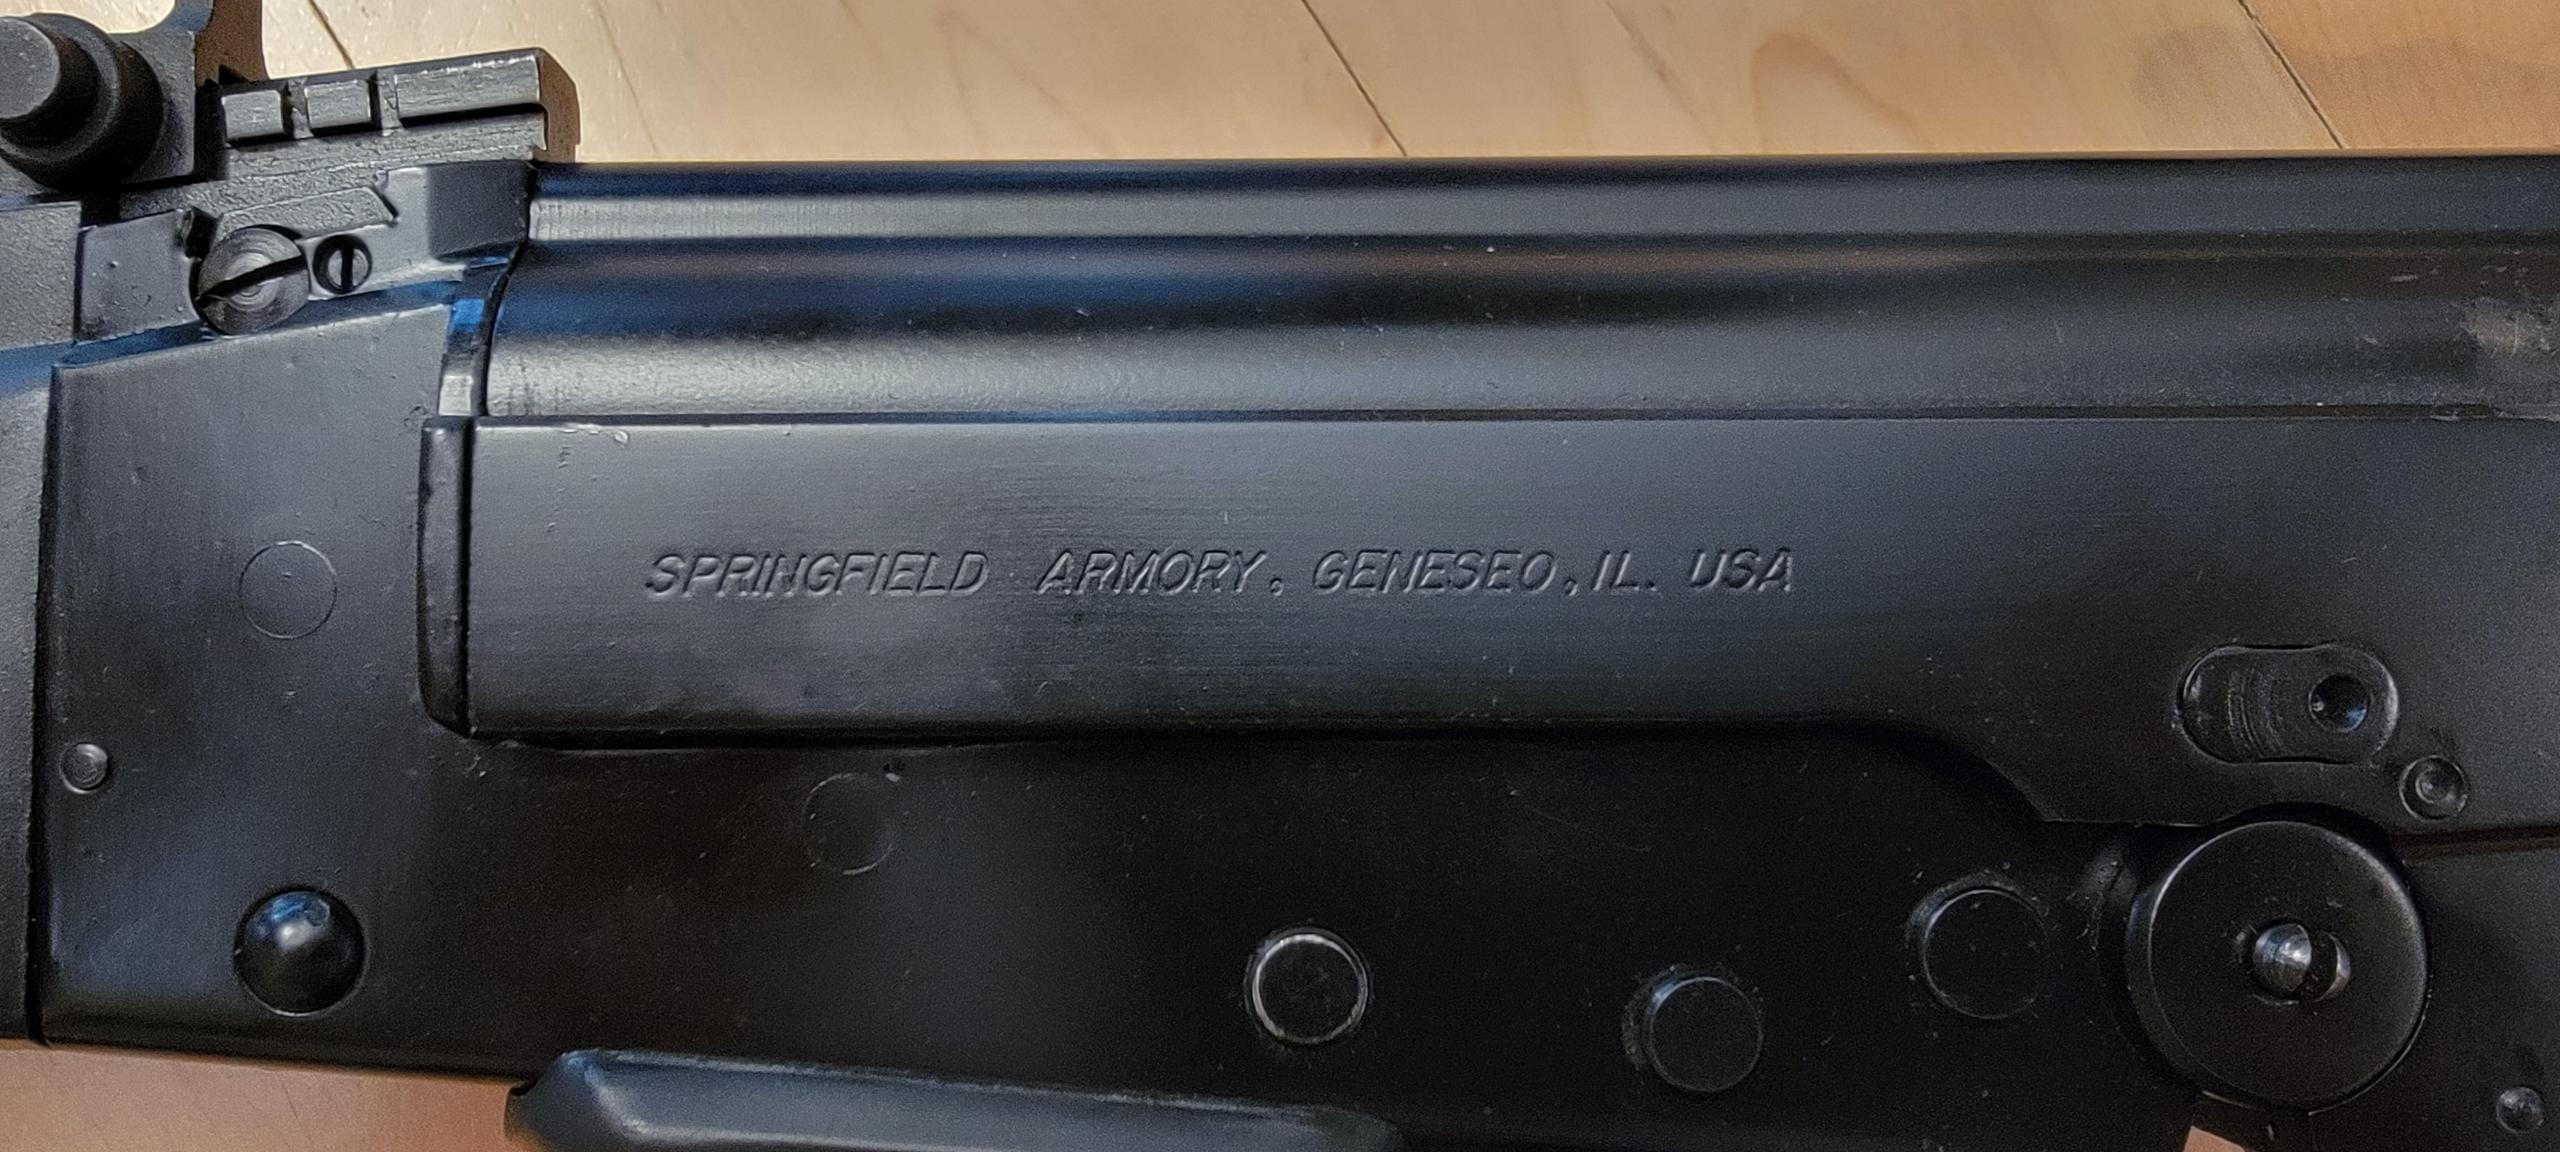 SPRINGFIELD ARMORY, GENESEO, IL. USA